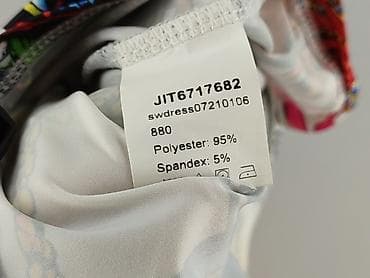 JIT6717682
swdress07210106
880
Polyester: 95%
Spandex: 5%